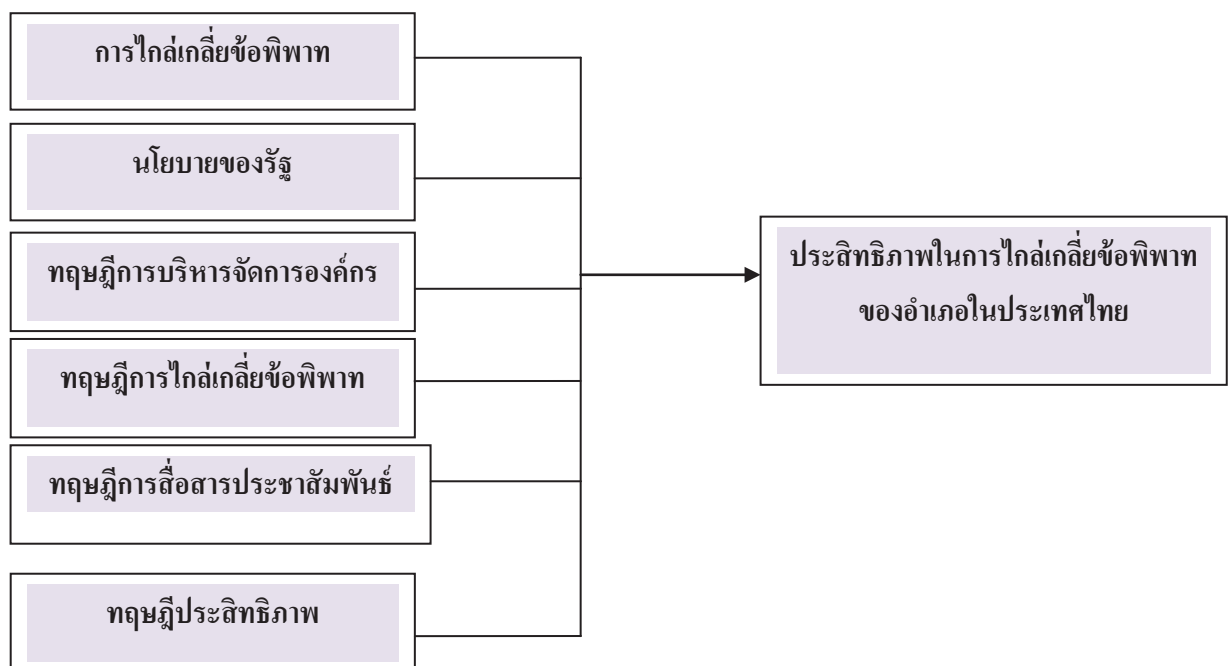 การไกล่เกลี่ยข้อพิพาท
นโยบายของรัฐ
ทฤษฎีการบริหารจัดการองค์กร
ทฤษฎีการไกล่เกลี่ยข้อพิพาท
ทฤษฎีการสื่อสารประชาสัมพันธ์
ทฤษฎีประสิทธิภาพ
ประสิทธิภาพในการไกล่เกลี่ยข้อพิพาท
ของอำเภอในประเทศไทย